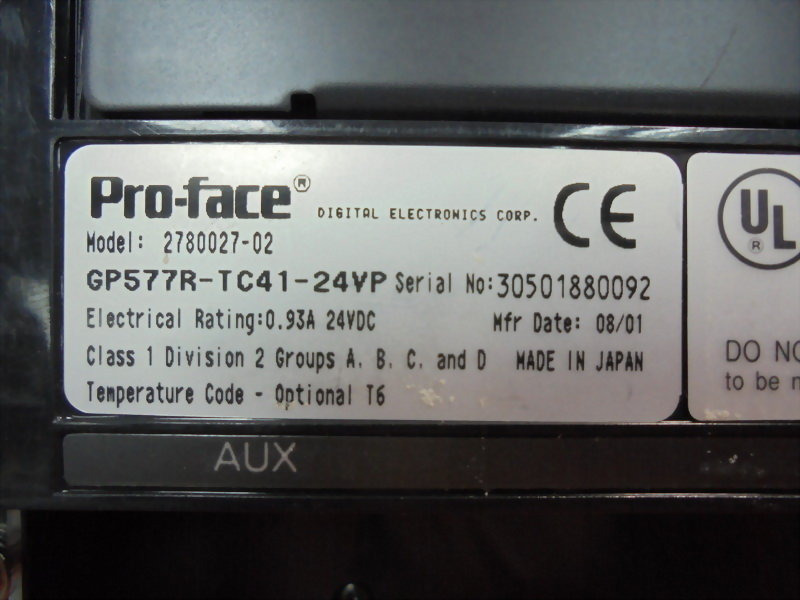 Pro-face® DIGITAL ELECTRONICS CORP. CE
Model: 2780027-02
GP577R-TC41-24VP Serial No:30501880092
Electrical Rating:0.93A 24VDC Mfr Date: 08/01
Class 1 Division 2 Groups A, B, C, and D MADE IN JAPAN
Temperature Code - Optional T6
UL®
DO NO
to be
AUX